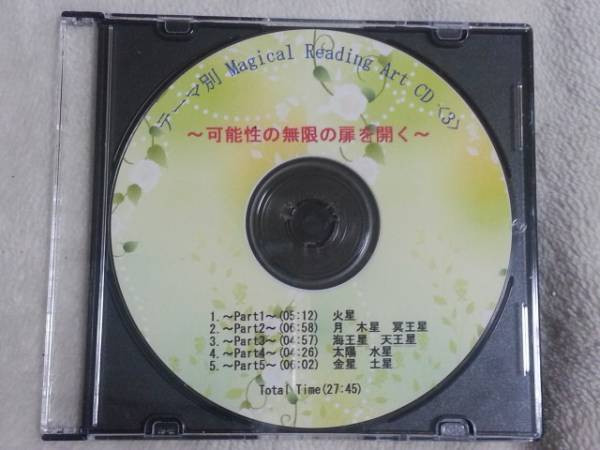 テーマ別 Magical Reading Art CD〈3〉
～可能性の無限の扉を開く～
1.～Part1～(05:12) 火星
2.～Part2～(06:58) 月 木星 冥王星
3.～Part3～(04:57) 海王星 天王星
4.～Part4～(04:26) 太陽 水星
5.～Part5～(06:02) 金星 土星
Total Time(27:45)